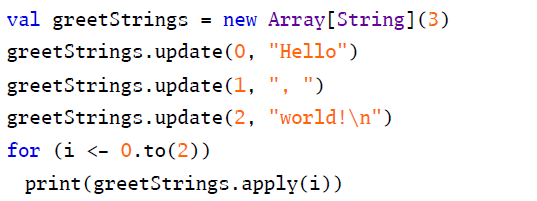 val greetStrings = new Array[String](3)
greetStrings.update(0, "Hello")
greetStrings.update(1, ", ")
greetStrings.update(2, "world!\n")
for (i <- 0.to(2))
  print(greetStrings.apply(i))